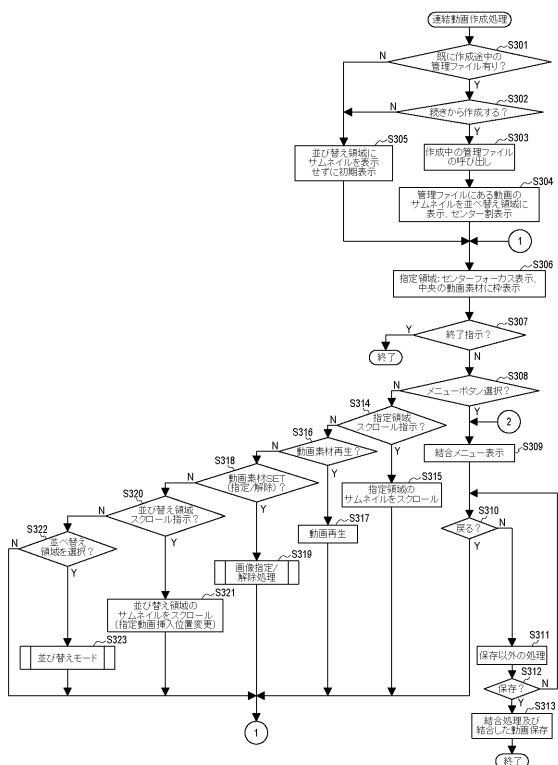 連結動画作成処理
S301
既に作成途中の
管理ファイル有り？
N
Y
S302
続きから作成する？
N
Y
S305
並び替え領域に
サムネイルを表示
せずに初期表示
S303
作成中の管理ファイル
の呼び出し
S304
管理ファイルにある動画の
サムネイルを並べ替え領域に
表示、センター割表示
1
S306
指定領域：センターフォーカス表示、
中央の動画素材に枠表示
S307
終了指示？
Y
N
終了
S308
メニューボタン選択？
N
Y
2
S309
結合メニュー表示
S314
指定領域
スクロール指示？
N
Y
S315
指定領域の
サムネイルをスクロール
S316
動画素材再生？
N
Y
S317
動画再生
S318
動画素材SET
(指定/解除)？
N
Y
S319
画像指定/
解除処理
S320
並び替え領域
スクロール指示？
N
Y
S321
並び替え領域の
サムネイルをスクロール
(指定動画挿入位置変更)
S322
並べ替え
領域を選択？
N
Y
S323
並び替えモード
S310
戻る？
N
Y
S311
保存以外の処理
S312
保存？
N
Y
S313
結合処理及び
結合した動画保存
終了
1